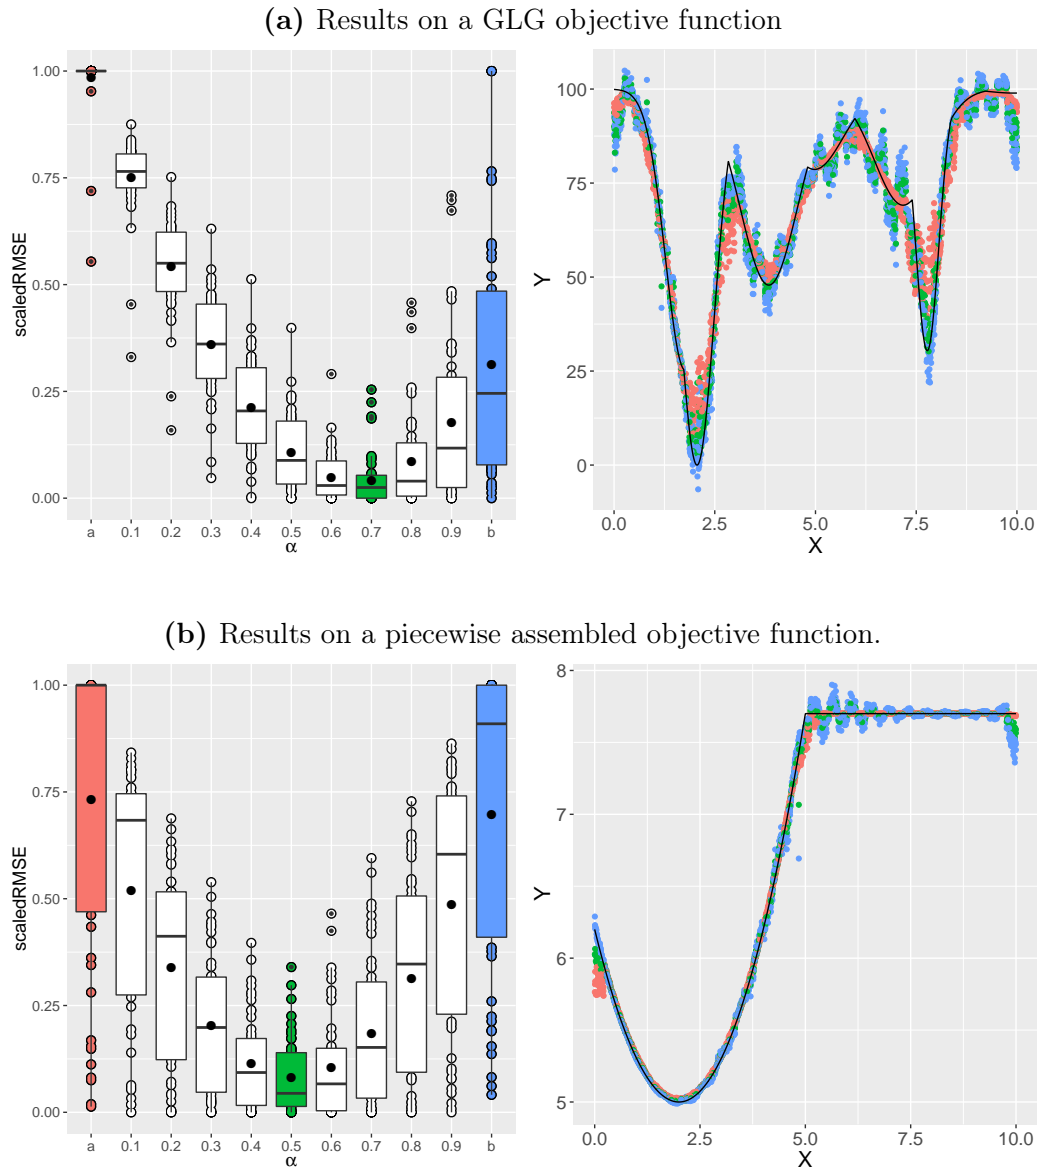 (a) Results on a GLG objective function
scaledRMSE
1.00
0.75
0.50
0.25
0.00
a 0.1 0.2 0.3 0.4 0.5 0.6 0.7 0.8 0.9 b
α
Y
100
75
50
25
0
0.0 2.5 5.0 7.5 10.0
X
(b) Results on a piecewise assembled objective function.
scaledRMSE
1.00
0.75
0.50
0.25
0.00
a 0.1 0.2 0.3 0.4 0.5 0.6 0.7 0.8 0.9 b
α
Y
8
7
6
5
0.0 2.5 5.0 7.5 10.0
X